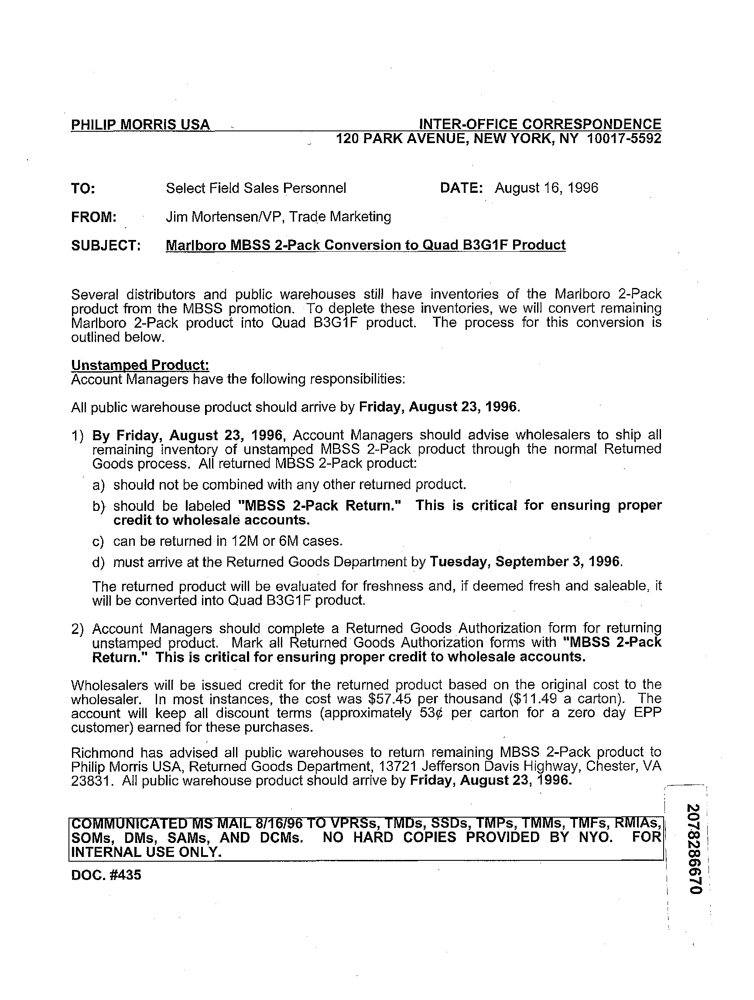 PHILIP MORRIS USA INTER-OFFICE CORRESPONDENCE
120 PARK AVENUE, NEW YORK, NY 10017-5592
TO: Select Field Sales Personnel DATE: August 16, 1996
FROM: Jim Mortensen/VP, Trade Marketing
SUBJECT: Marlboro MBSS 2-Pack Conversion to Quad B3G1F Product
Several distributors and public warehouses still have inventories of the Marlboro 2-Pack
product from the MBSS promotion. To deplete these inventories, we will convert remaining
Marlboro 2-Pack product into Quad B3G1F product. The process for this conversion is
outlined below.
Unstamped Product:
Account Managers have the following responsibilities:
All public warehouse product should arrive by Friday, August 23, 1996.
1) By Friday, August 23, 1996, Account Managers should advise wholesalers to ship all
remaining inventory of unstamped MBSS 2-Pack product through the normal Returned
Goods process. All returned MBSS 2-Pack product:
a) should not be combined with any other returned product.
b) should be labeled "MBSS 2-Pack Return." This is critical for ensuring proper
credit to wholesale accounts.
c) can be returned in 12M or 6M cases.
d) must arrive at the Returned Goods Department by Tuesday, September 3, 1996.
The returned product will be evaluated for freshness and, if deemed fresh and saleable, it
will be converted into Quad B3G1F product.
2) Account Managers should complete a Returned Goods Authorization form for returning
unstamped product. Mark all Returned Goods Authorization forms with "MBSS 2-Pack
Return." This is critical for ensuring proper credit to wholesale accounts.
Wholesalers will be issued credit for the returned product based on the original cost to the
wholesaler. In most instances, the cost was $57.45 per thousand ($11.49 a carton). The
account will keep all discount terms (approximately 53¢ per carton for a zero day EPP
customer) earned for these purchases.
Richmond has advised all public warehouses to return remaining MBSS 2-Pack product to
Philip Morris USA, Returned Goods Department, 13721 Jefferson Davis Highway, Chester, VA
23831. All public warehouse product should arrive by Friday, August 23, 1996.
COMMUNICATED MS MAIL 8/16/96 TO VPRSs, TMDs, SSDs, TMPs, TMMs, TMFs, RMIAs,
SOMs, DMs, SAMs, AND DCMs. NO HARD COPIES PROVIDED BY NYO. FOR
INTERNAL USE ONLY.
DOC. #435
2078286670